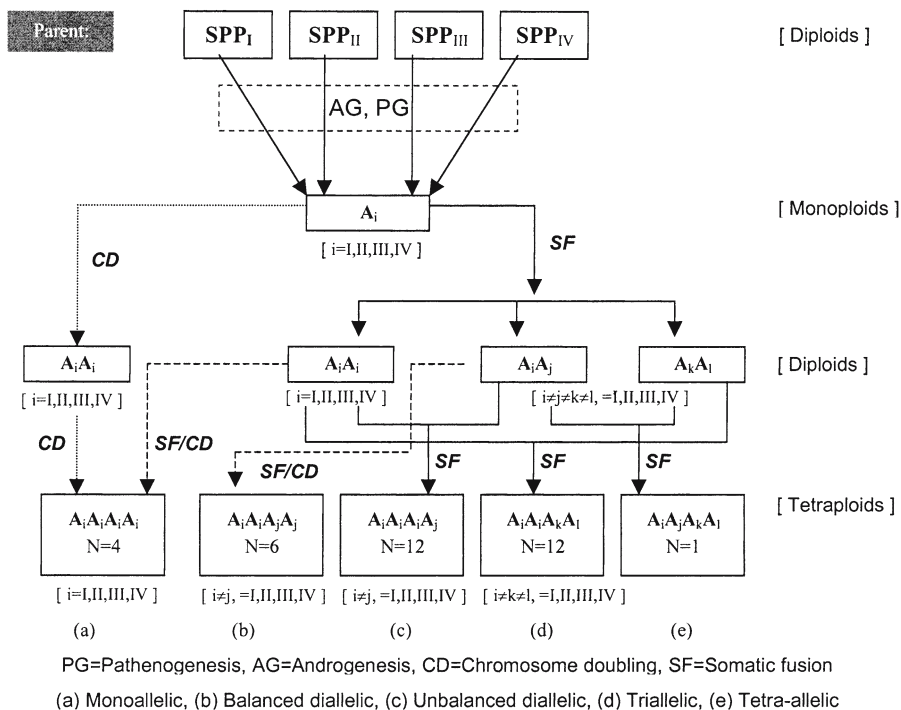 Parent: SPPI SPPII SPPIII SPPIV [ Diploids ]
AG, PG
Ai [ Monoploids ]
[ i=I,II,III,IV ]
CD SF
AiAi AiAi AiAj AkAl [ Diploids ]
[ i=I,II,III,IV ] [ i=I,II,III,IV ] [ i≠j≠k≠l, =I,II,III,IV ]
CD SF/CD SF/CD SF SF SF
[ Tetraploids ]
AiAiAiAi AiAiAjAj AiAiAiAj AiAiAkAl AiAjAkAl
N=4 N=6 N=12 N=12 N=1
[ i=I,II,III,IV ] [ i≠j, =I,II,III,IV ] [ i≠j, =I,II,III,IV ] [ i≠k≠l, =I,II,III,IV ]
(a) (b) (c) (d) (e)
PG=Pathenogenesis, AG=Androgenesis, CD=Chromosome doubling, SF=Somatic fusion
(a) Monoallelic, (b) Balanced diallelic, (c) Unbalanced diallelic, (d) Triallelic, (e) Tetra-allelic